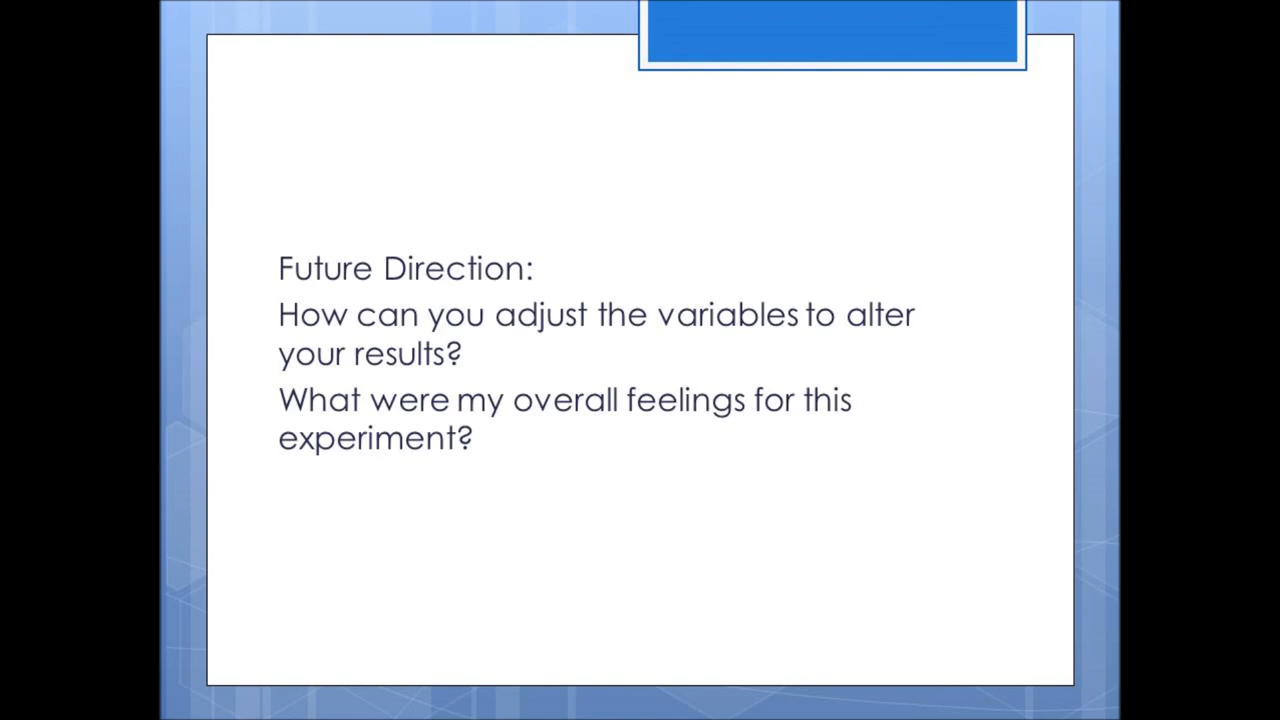 Future Direction:
How can you adjust the variables to alter
your results?
What were my overall feelings for this
experiment?